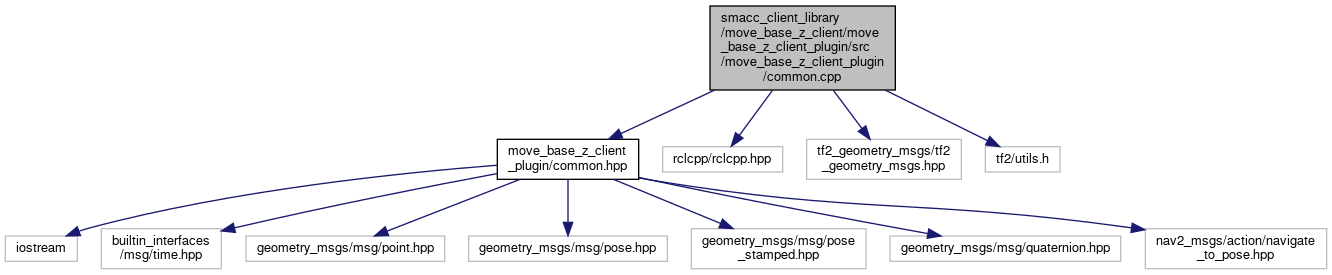 smacc_client_library
/move_base_z_client/move
_base_z_client_plugin/src
/move_base_z_client_plugin
/common.cpp
move_base_z_client
_plugin/common.hpp
rclcpp/rclcpp.hpp
tf2_geometry_msgs/tf2
_geometry_msgs.hpp
tf2/utils.h
iostream
builtin_interfaces
/msg/time.hpp
geometry_msgs/msg/point.hpp
geometry_msgs/msg/pose.hpp
geometry_msgs/msg/pose
_stamped.hpp
geometry_msgs/msg/quaternion.hpp
nav2_msgs/action/navigate
_to_pose.hpp